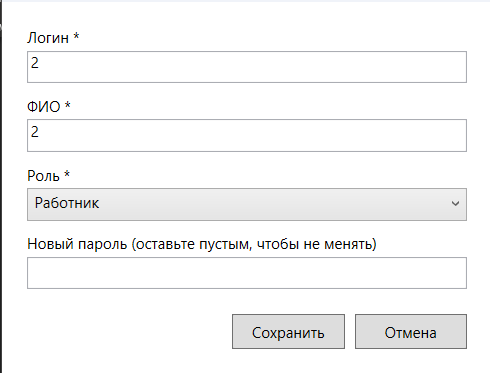 Логин *
2
ФИО *
2
Роль *
Работник
Новый пароль (оставьте пустым, чтобы не менять)
Сохранить Отмена